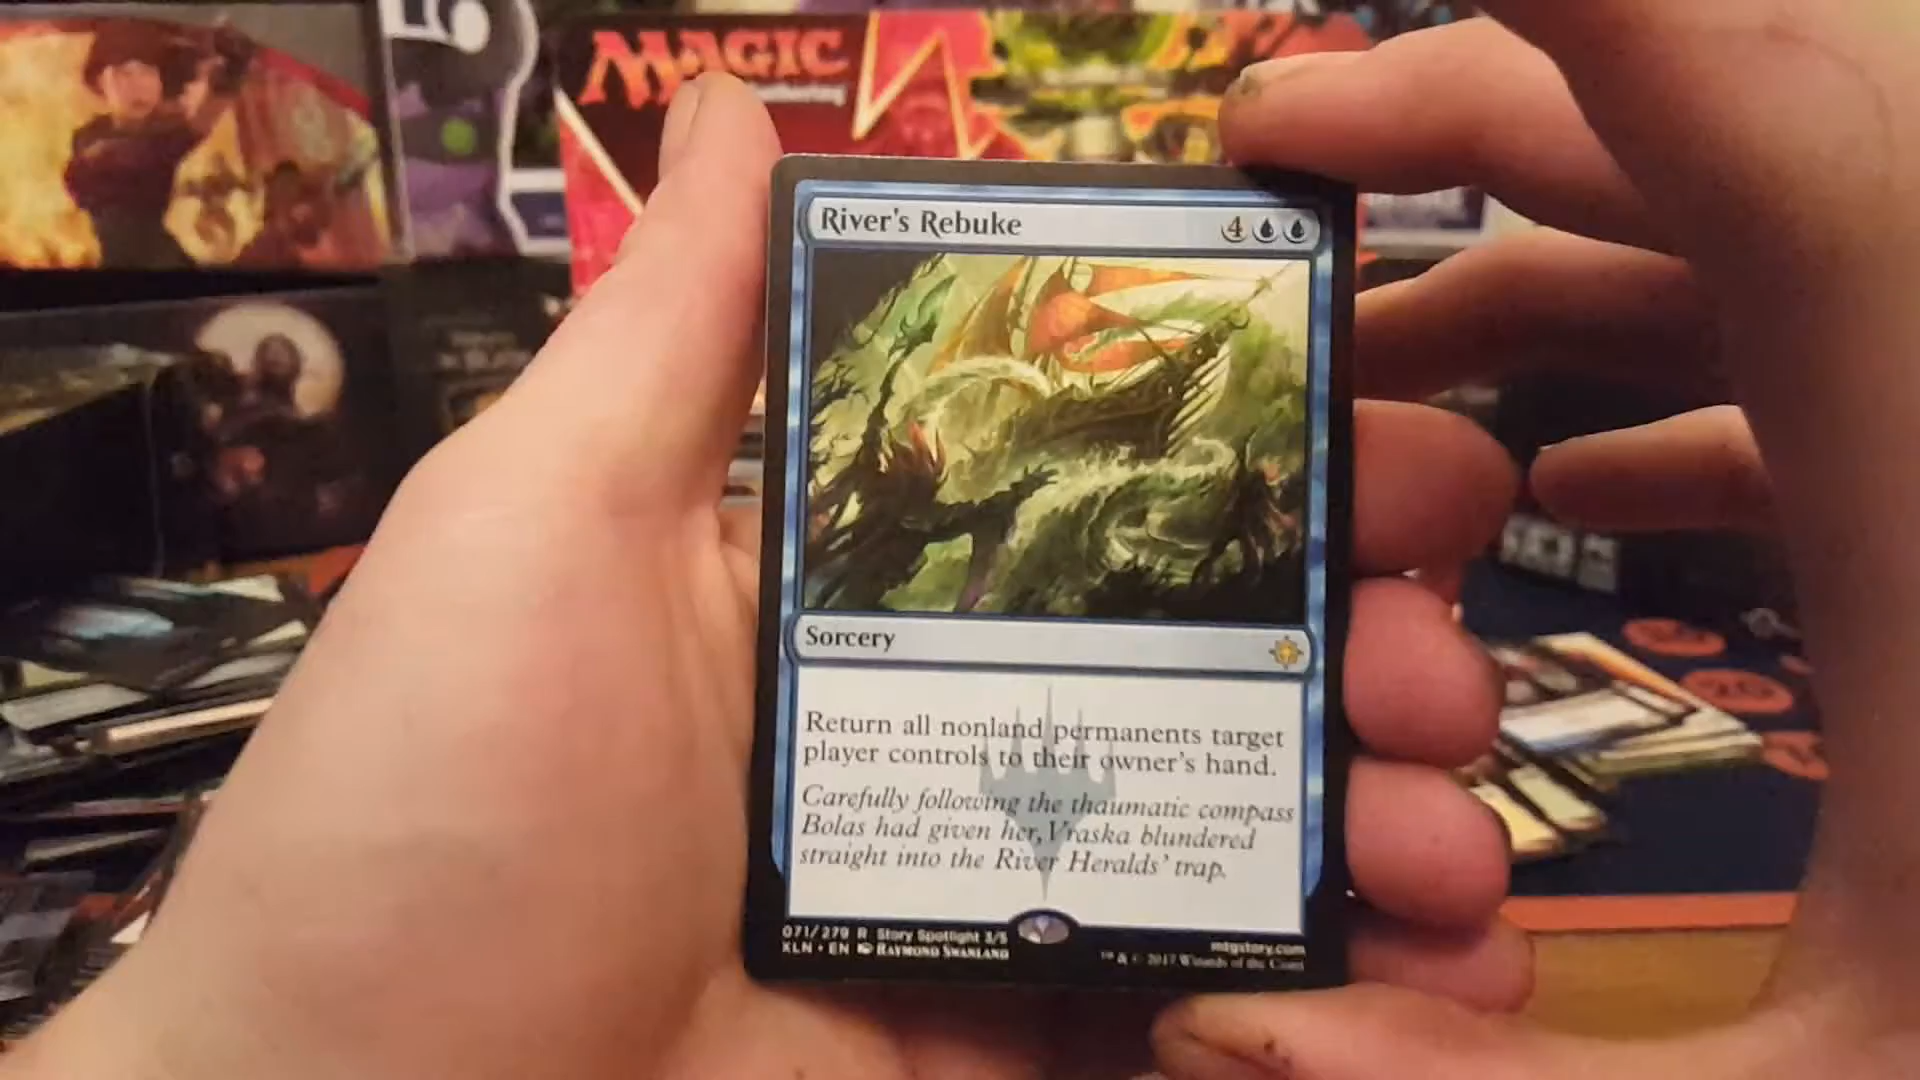 MAGIC
Gathering
River's Rebuke
4
Sorcery
Return all nonland permanents target
player controls to their owner's hand.
Carefully following the thaumatic compass
Bolas had given her, Vraska blundered
straight into the River Heralds' trap.
071/279 R Story Spotlight 3/5
XLN • EN Raymond Swanland
mtgstory.com
™ & © 2017 Wizards of the Coast